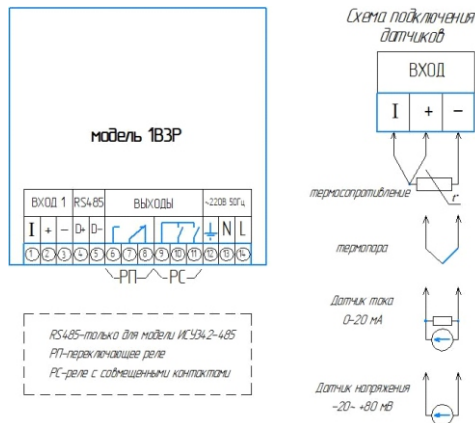 модель 1В3Р
ВХОД 1 RS485 ВЫХОДЫ ~220В 50Гц
I + − D+ D− N L
1 2 3 4 5 6 7 8 9 10 11 12 13 14
РП РС
RS485-только для модели ИСУ342-485
РП-переключающее реле
РС-реле с совмещенными контактами
Схема подключения
датчиков
ВХОД
I + −
r
термосопротивление
термопара
Датчик тока
0-20 мА
Датчик напряжения
-20- +80 мВ